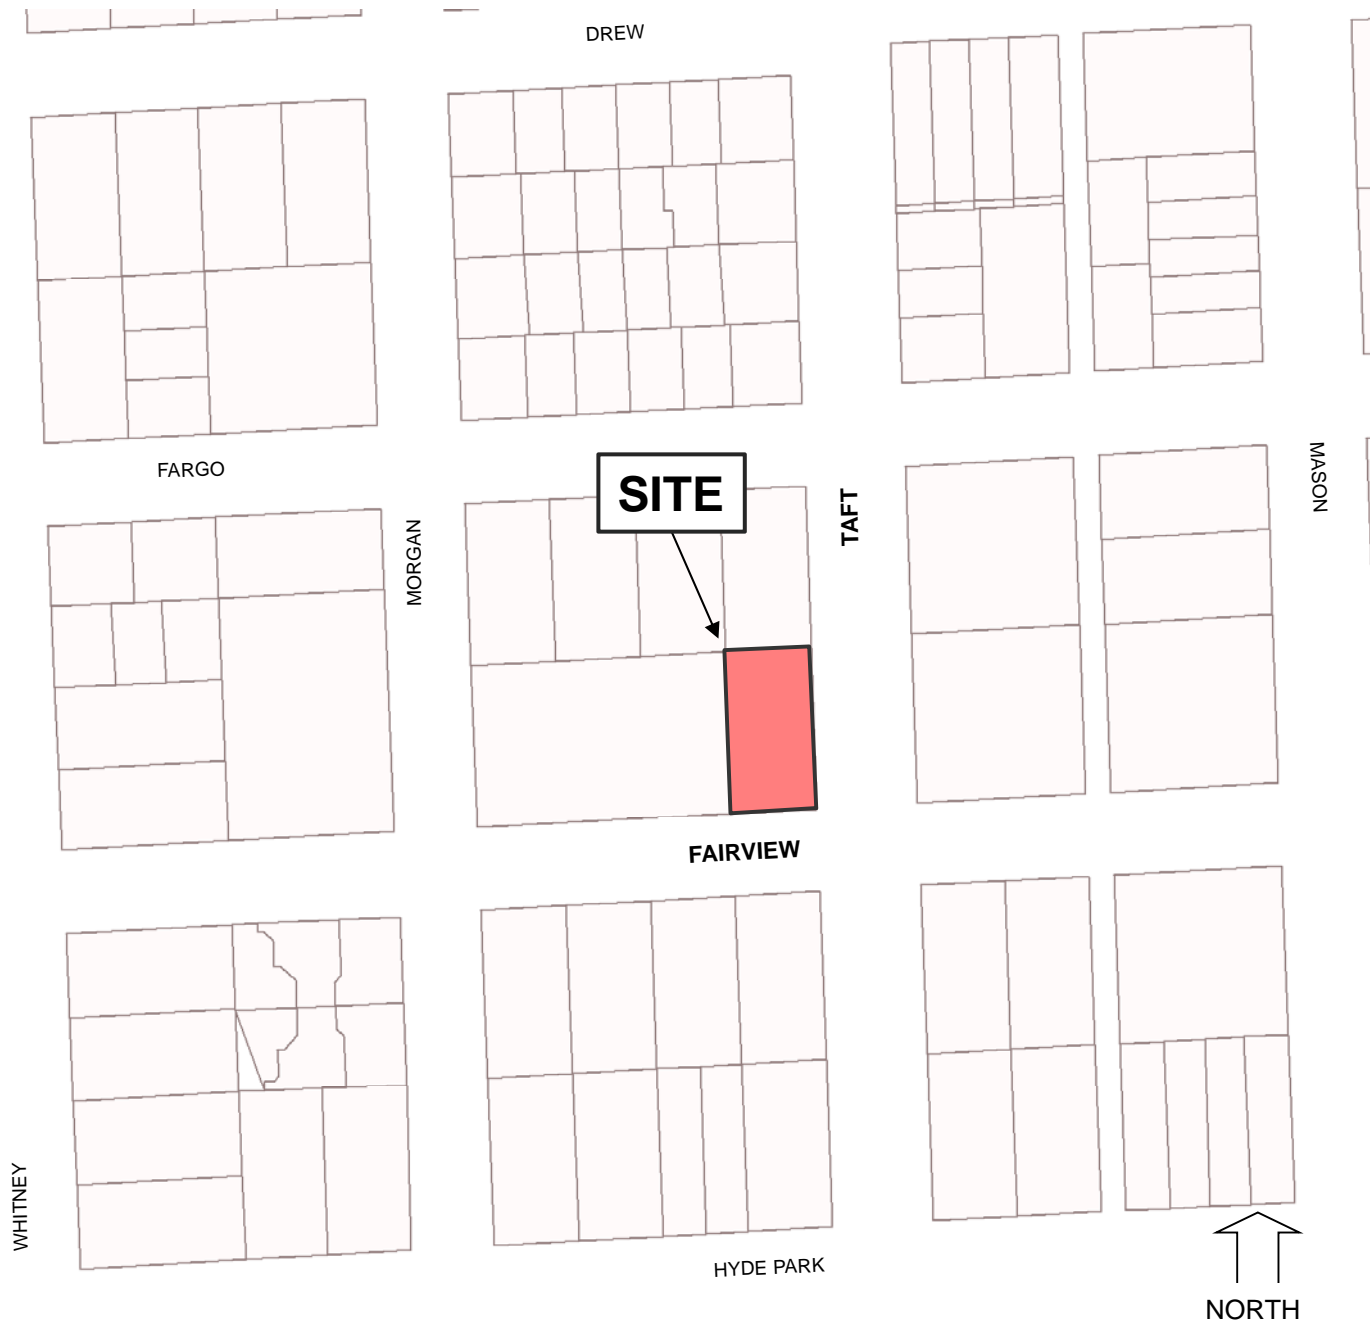 DREW
FARGO
SITE
MORGAN
TAFT
MASON
FAIRVIEW
WHITNEY
HYDE PARK
NORTH